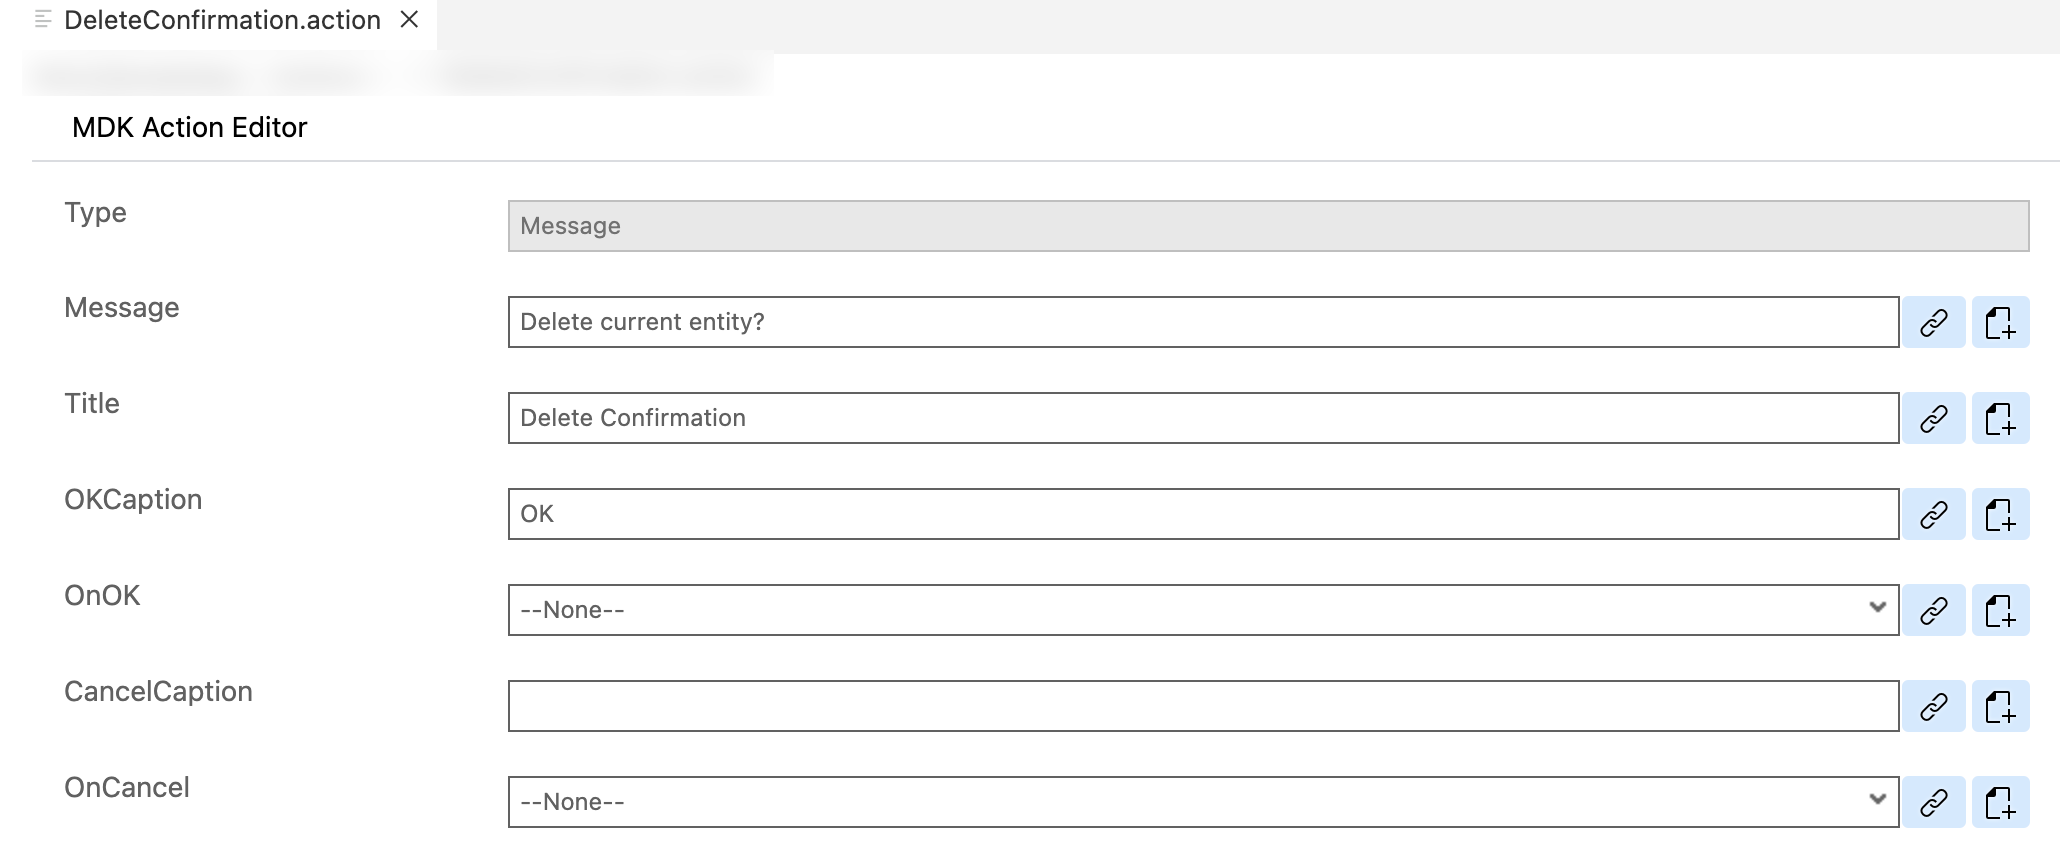 DeleteConfirmation.action
MDK Action Editor
Type
Message
Message
Delete current entity?
Title
Delete Confirmation
OKCaption
OK
OnOK
--None--
CancelCaption
OnCancel
--None--